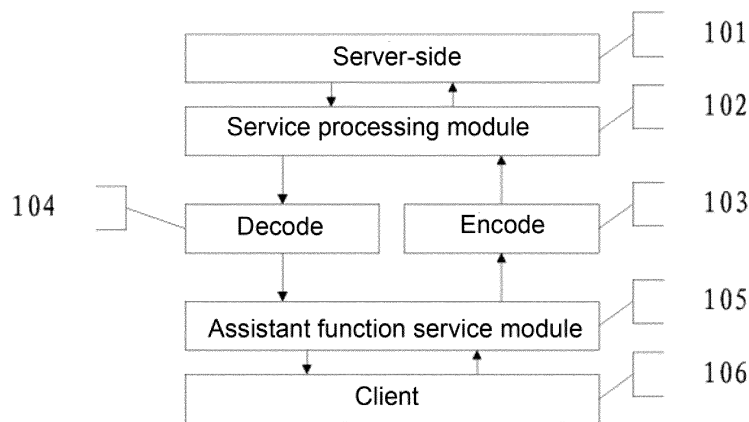 101
Server-side
102
Service processing module
104
Decode
Encode
103
105
Assistant function service module
106
Client